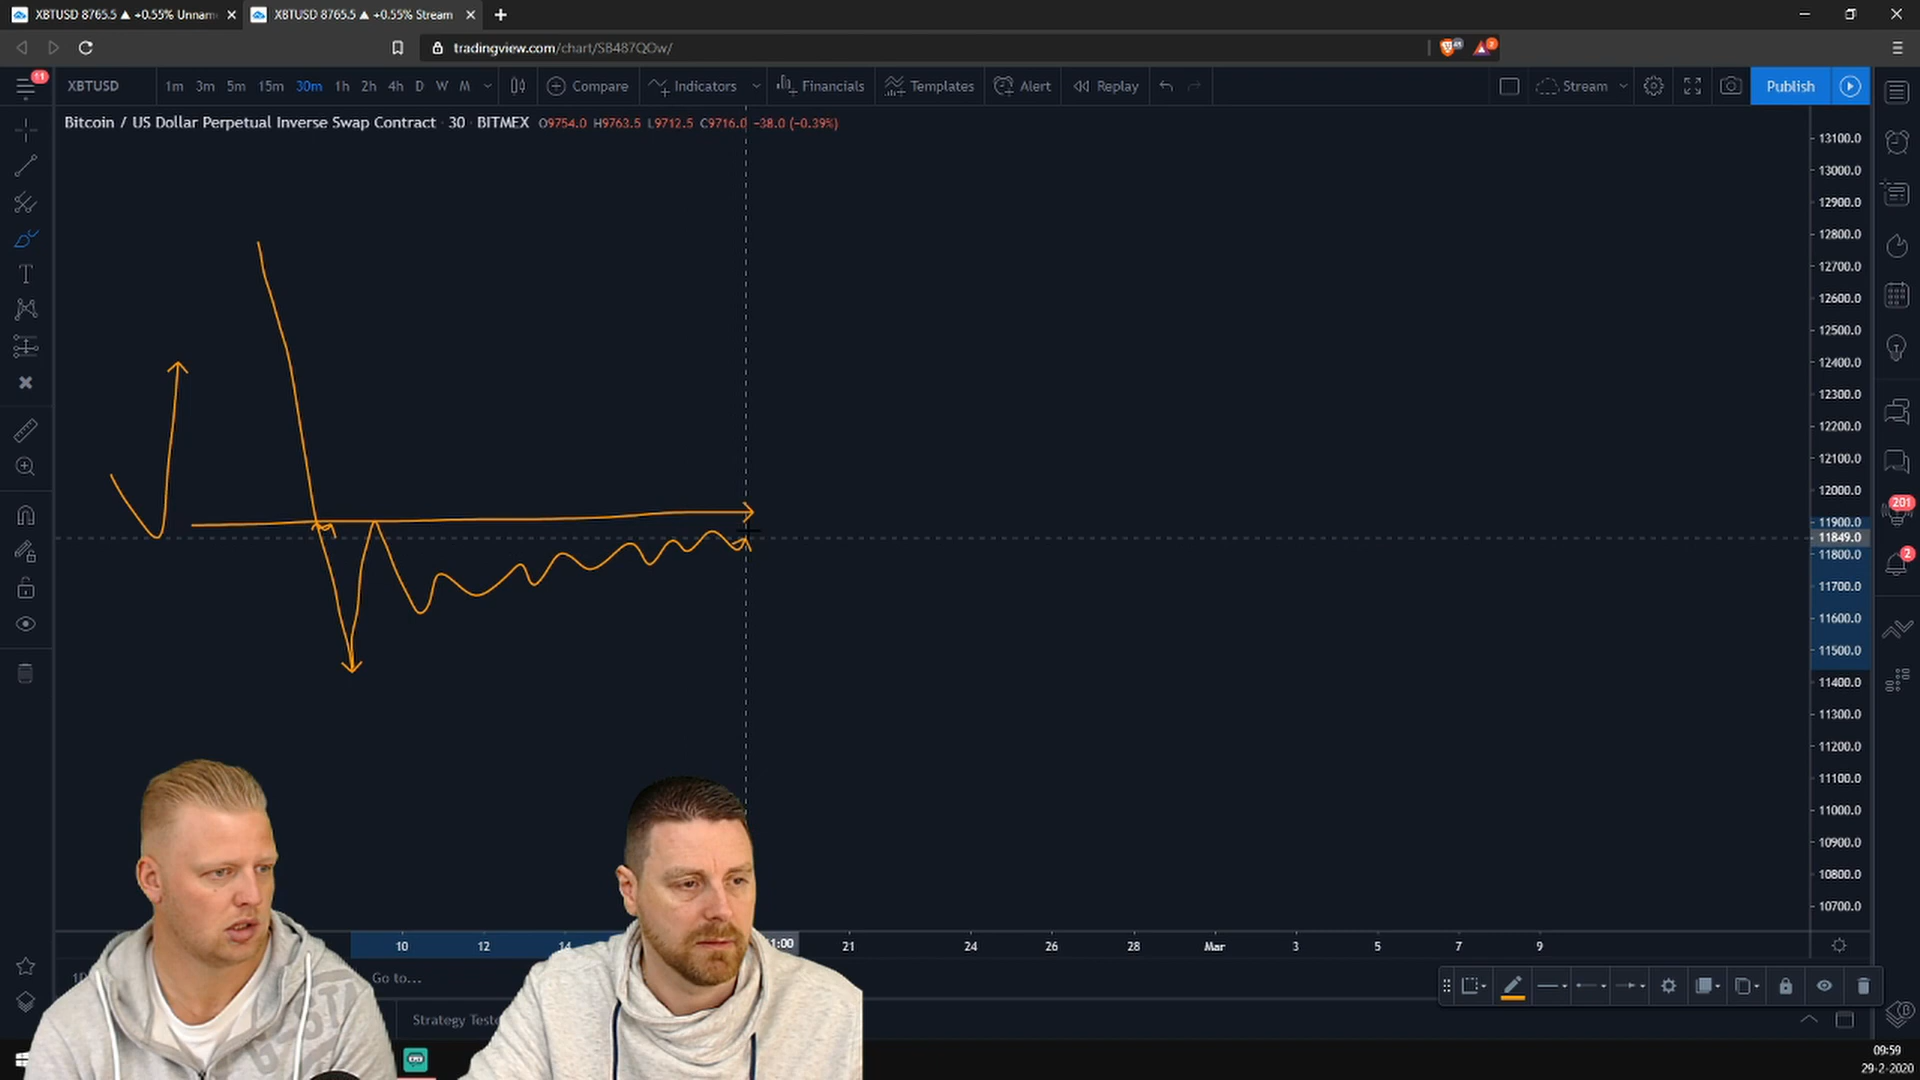 XBTUSD 8765.5 ▲ +0.55% Unnam
XBTUSD 8765.5 ▲ +0.55% Stream
tradingview.com/chart/SB487QOw/
11
XBTUSD
1m 3m 5m 15m 30m 1h 2h 4h D W M
Compare
Indicators
Financials
Templates
Alert
Replay
Stream
Publish
Bitcoin / US Dollar Perpetual Inverse Swap Contract · 30 · BITMEX O9754.0 H9763.5 L9712.5 C9716.0 −38.0 (−0.39%)
13100.0
13000.0
12900.0
12800.0
12700.0
12600.0
12500.0
12400.0
12300.0
12200.0
12100.0
12000.0
11900.0
11849.0
11800.0
11700.0
11600.0
11500.0
11400.0
11300.0
11200.0
11100.0
11000.0
10900.0
10800.0
10700.0
201
2
10 12 14 1:00 21 24 26 28 Mar 3 5 7 9
Go to...
Strategy Teste
09:59
29-2-2020